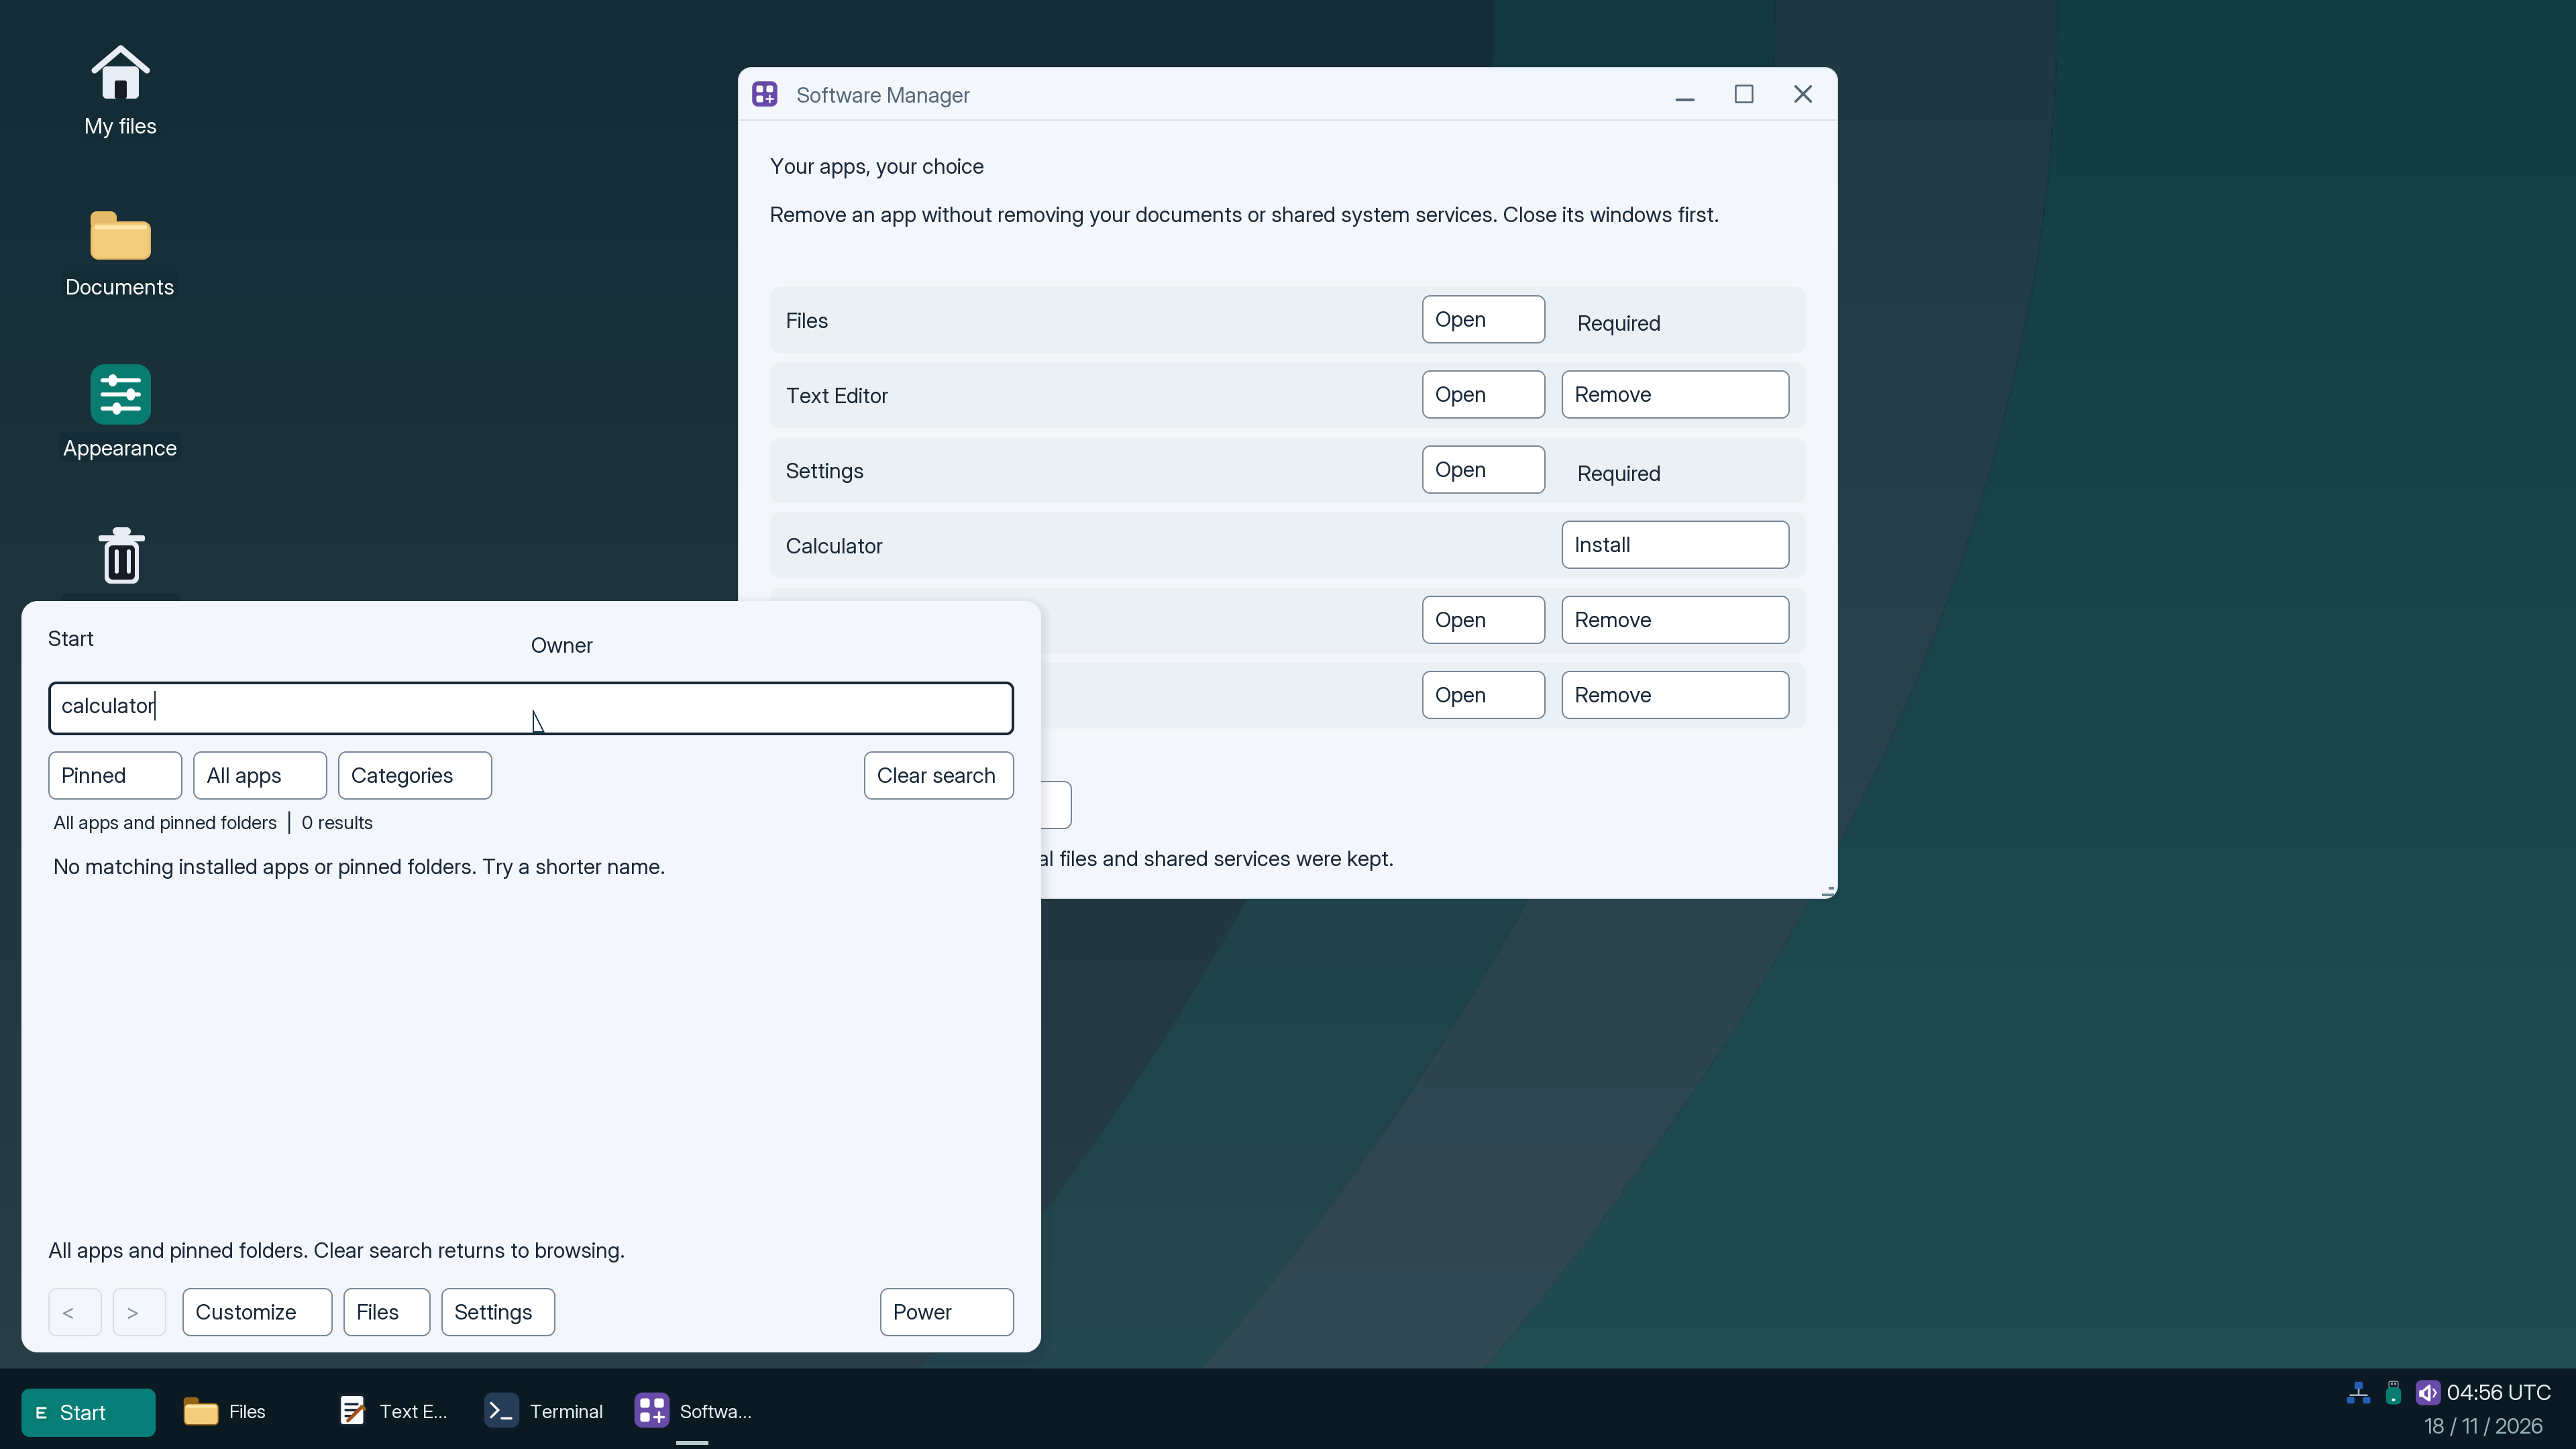 My files
Documents
Appearance
Software Manager
Your apps, your choice
Remove an app without removing your documents or shared system services. Close its windows first.
Files Open Required
Text Editor Open Remove
Settings Open Required
Calculator Install
Open Remove
Open Remove
al files and shared services were kept.
Start
Owner
calculator
Pinned All apps Categories Clear search
All apps and pinned folders | 0 results
No matching installed apps or pinned folders. Try a shorter name.
All apps and pinned folders. Clear search returns to browsing.
< > Customize Files Settings Power
E Start Files Text E... Terminal Softwa... 04:56 UTC
18 / 11 / 2026